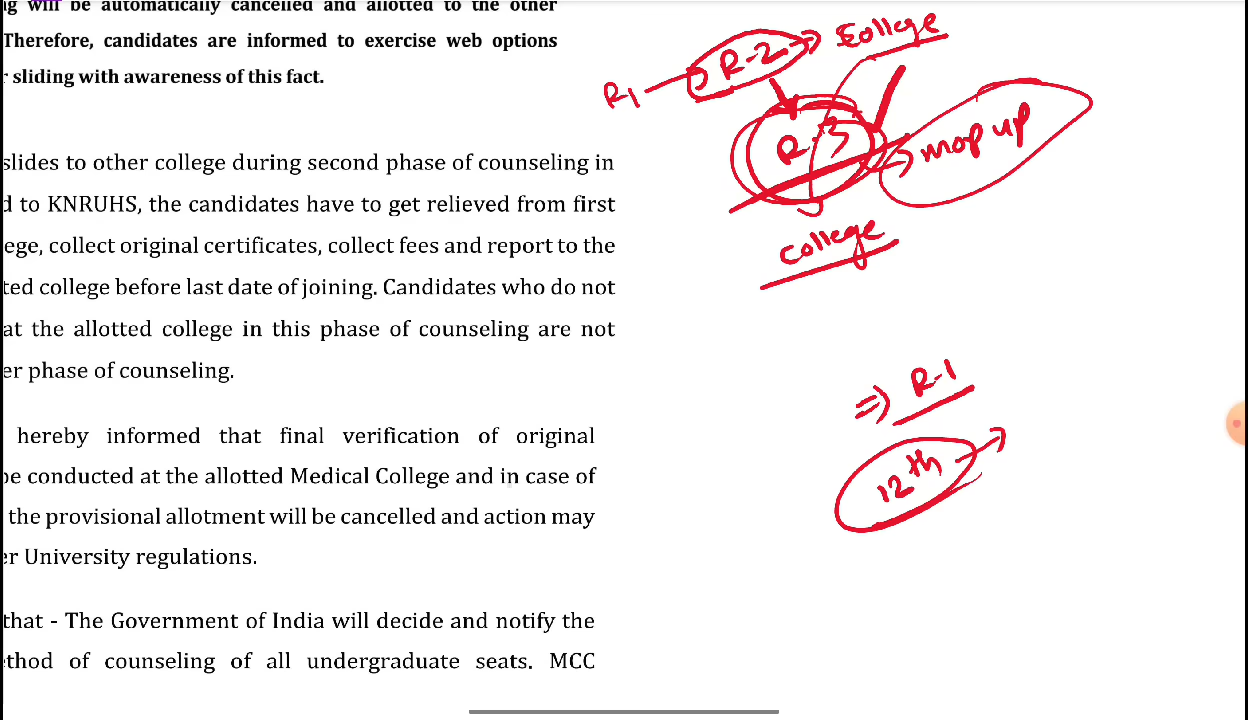 ig will be automatically cancelled and allotted to the other
Therefore, candidates are informed to exercise web options
r sliding with awareness of this fact.
slides to other college during second phase of counseling in
d to KNRUHS, the candidates have to get relieved from first
ege, collect original certificates, collect fees and report to the
ted college before last date of joining. Candidates who do not
at the allotted college in this phase of counseling are not
er phase of counseling.
hereby informed that final verification of original
be conducted at the allotted Medical College and in case of
the provisional allotment will be cancelled and action may
er University regulations.
that - The Government of India will decide and notify the
thod of counseling of all undergraduate seats. MCC
R-1 → R-2 → College
R-3 → mop up
college
⇒ R-1
12th →